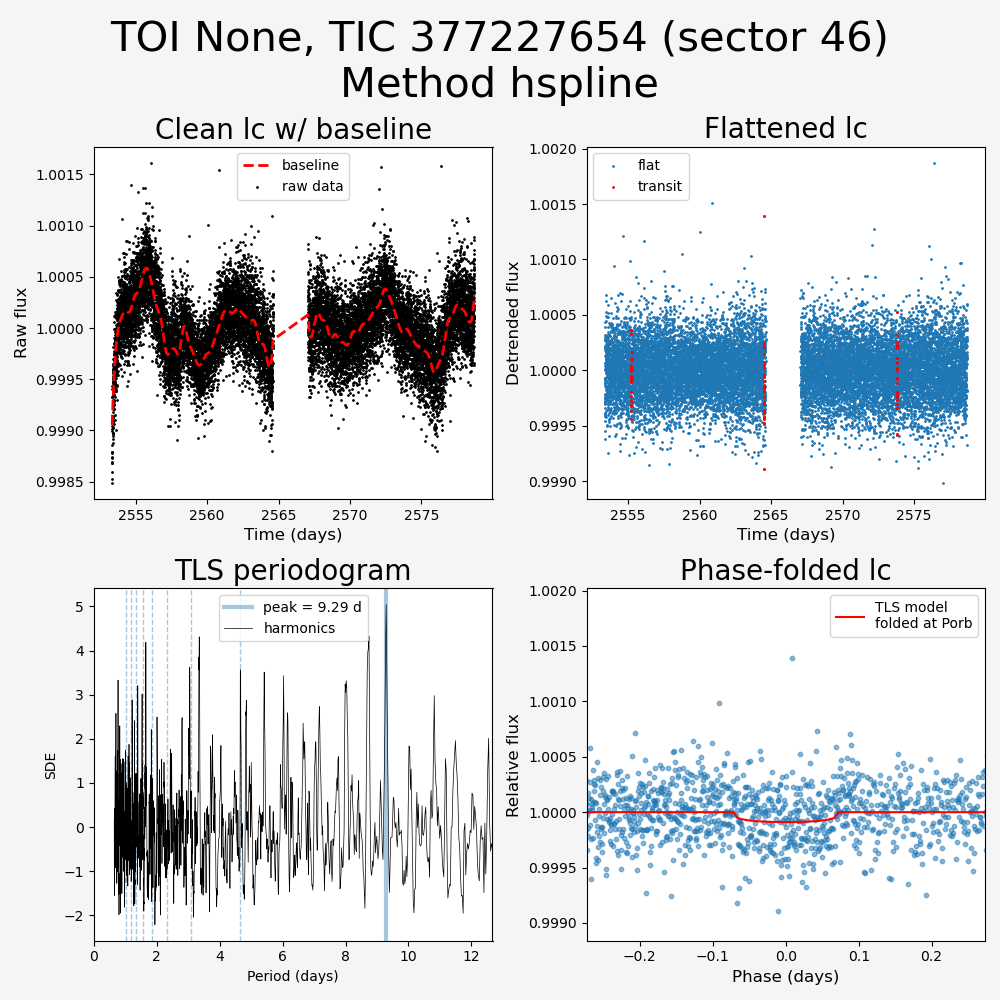 TOI None, TIC 377227654 (sector 46)
Method hspline
Clean lc w/ baseline
baseline
raw data
1.0015
1.0010
1.0005
1.0000
0.9995
0.9990
0.9985
Raw flux
2555
2560
2565
2570
2575
Time (days)
Flattened lc
flat
transit
1.0020
1.0015
1.0010
1.0005
1.0000
0.9995
0.9990
Detrended flux
2555
2560
2565
2570
2575
Time (days)
TLS periodogram
peak = 9.29 d
harmonics
5
4
3
2
1
0
−1
−2
SDE
0
2
4
6
8
10
12
Period (days)
Phase-folded lc
TLS model
folded at Porb
1.0020
1.0015
1.0010
1.0005
1.0000
0.9995
0.9990
Relative flux
−0.2
−0.1
0.0
0.1
0.2
Phase (days)